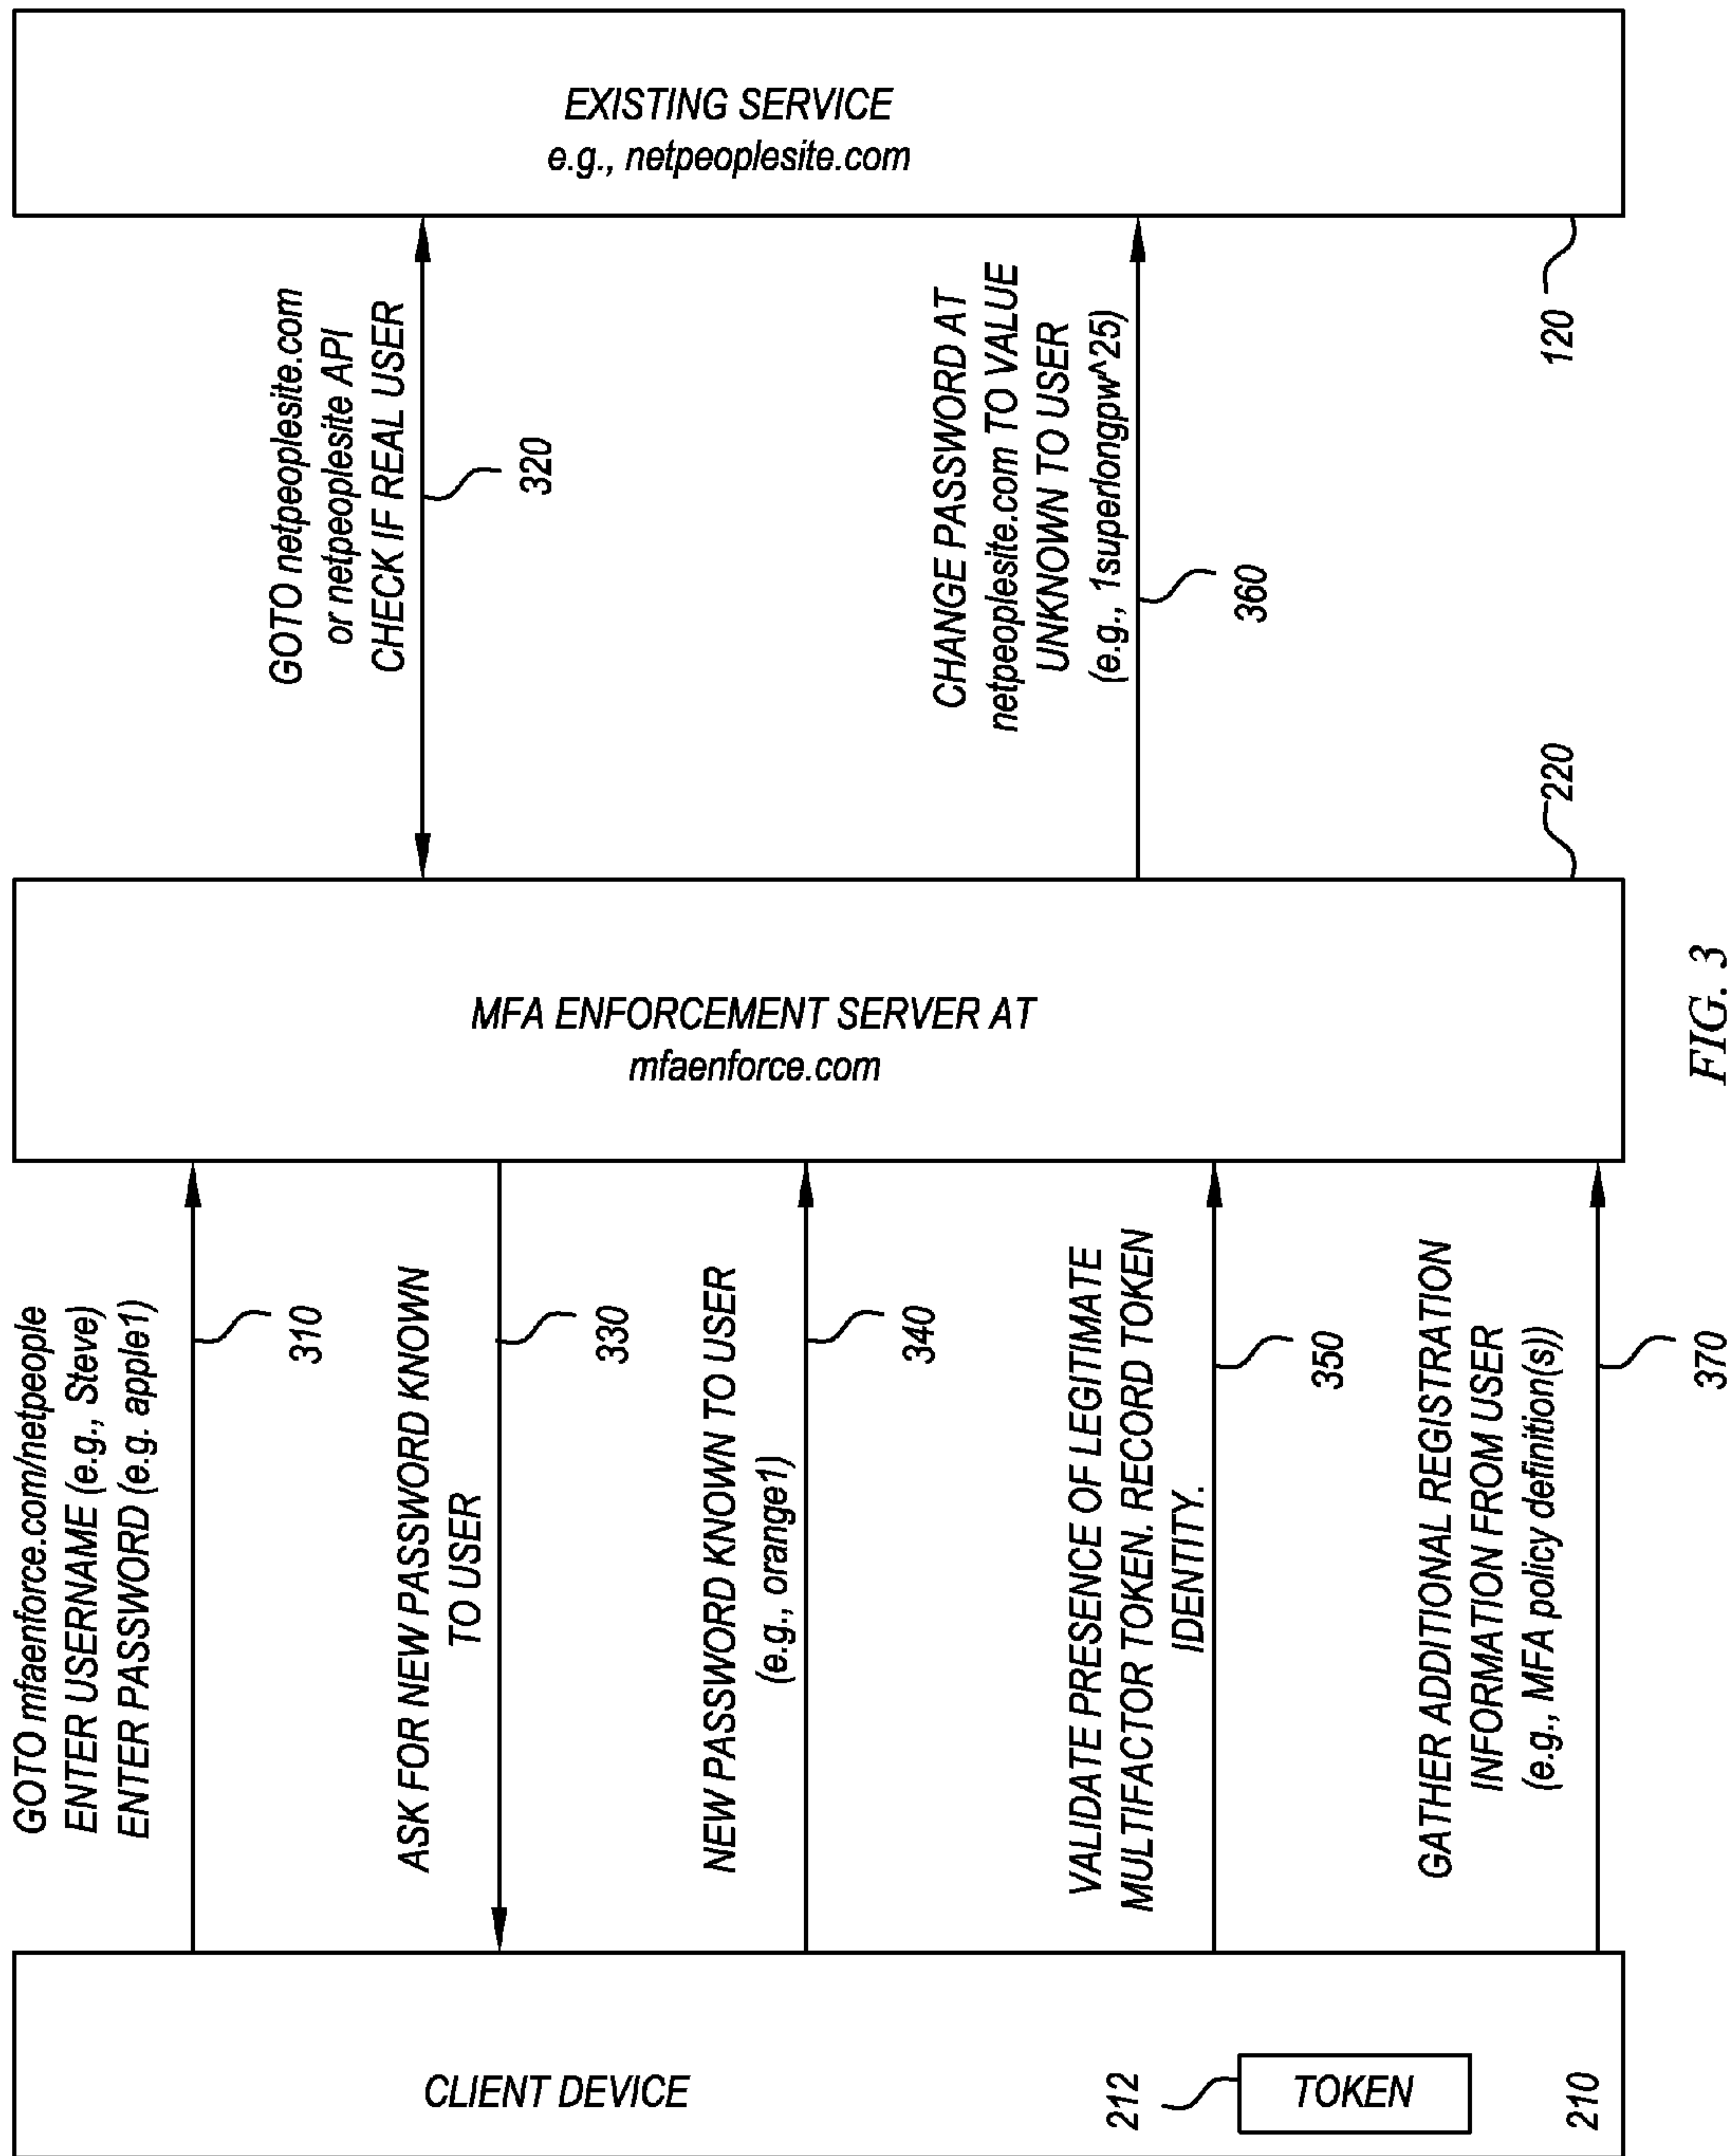 EXISTING SERVICE
e.g., netpeoplesite.com
120
GOTO netpeoplesite.com
or netpeoplesite API
CHECK IF REAL USER
320
CHANGE PASSWORD AT
netpeoplesite.com TO VALUE
UNKNOWN TO USER
(e.g., 1superlongpw^25)
360
220
MFA ENFORCEMENT SERVER AT
mfaenforce.com
GOTO mfaenforce.com/netpeople
ENTER USERNAME (e.g., Steve)
ENTER PASSWORD (e.g. apple1)
310
ASK FOR NEW PASSWORD KNOWN
TO USER
330
NEW PASSWORD KNOWN TO USER
(e.g., orange1)
340
VALIDATE PRESENCE OF LEGITIMATE
MULTIFACTOR TOKEN. RECORD TOKEN
IDENTITY.
350
GATHER ADDITIONAL REGISTRATION
INFORMATION FROM USER
(e.g., MFA policy definition(s))
370
CLIENT DEVICE
212
TOKEN
210
FIG. 3